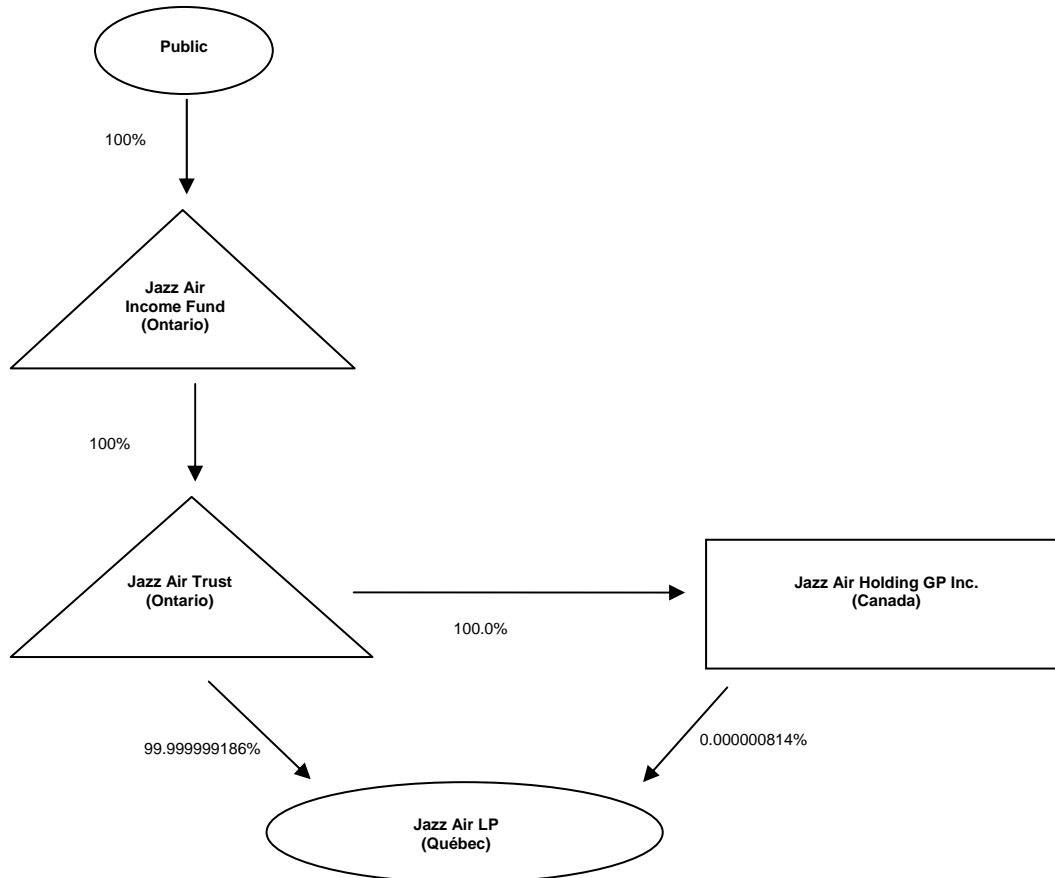 Public
100%
Jazz Air
Income Fund
(Ontario)
100%
Jazz Air Trust
(Ontario)
100.0%
Jazz Air Holding GP Inc.
(Canada)
99.999999186%
0.000000814%
Jazz Air LP
(Québec)